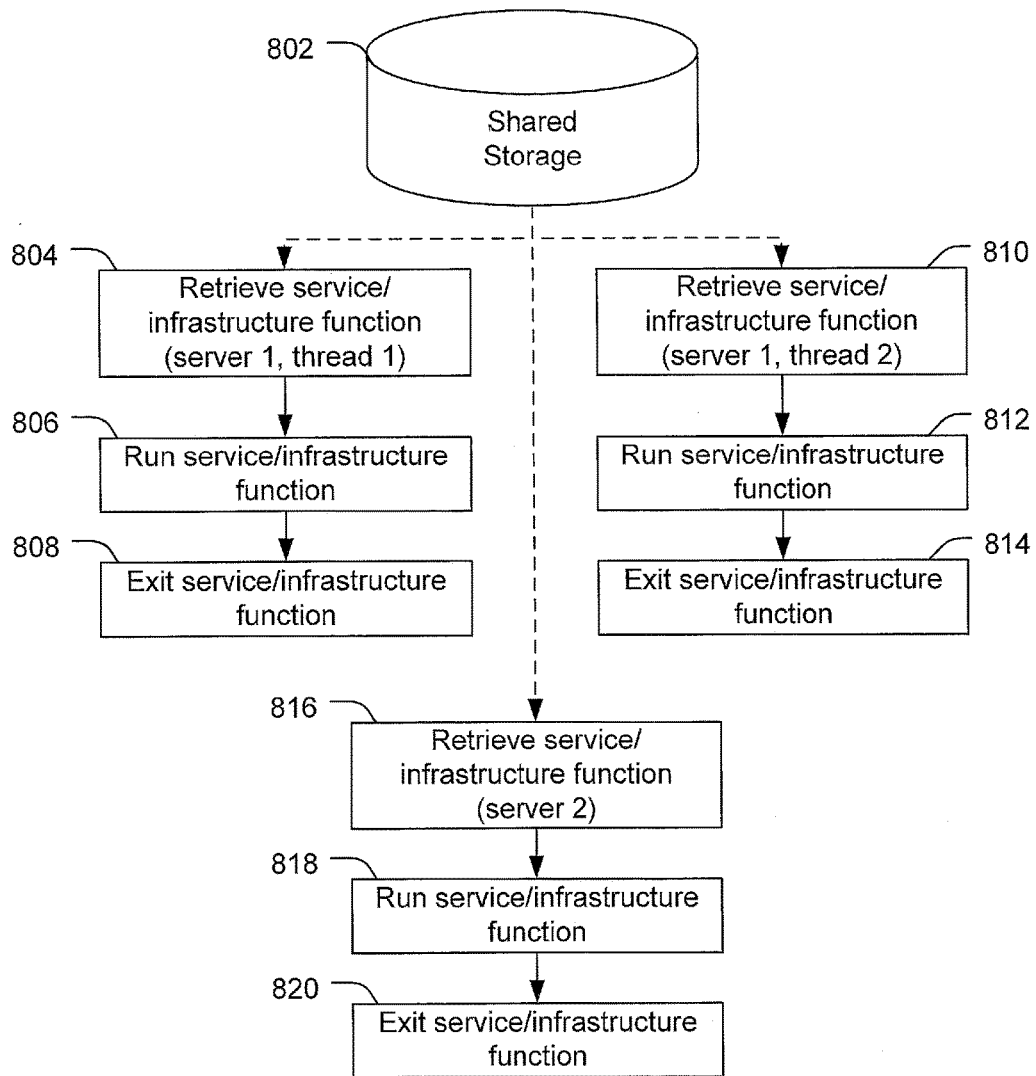 802
Shared
Storage
804
Retrieve service/
infrastructure function
(server 1, thread 1)
810
Retrieve service/
infrastructure function
(server 1, thread 2)
806
Run service/infrastructure
function
812
Run service/infrastructure
function
808
Exit service/infrastructure
function
814
Exit service/infrastructure
function
816
Retrieve service/
infrastructure function
(server 2)
818
Run service/infrastructure
function
820
Exit service/infrastructure
function